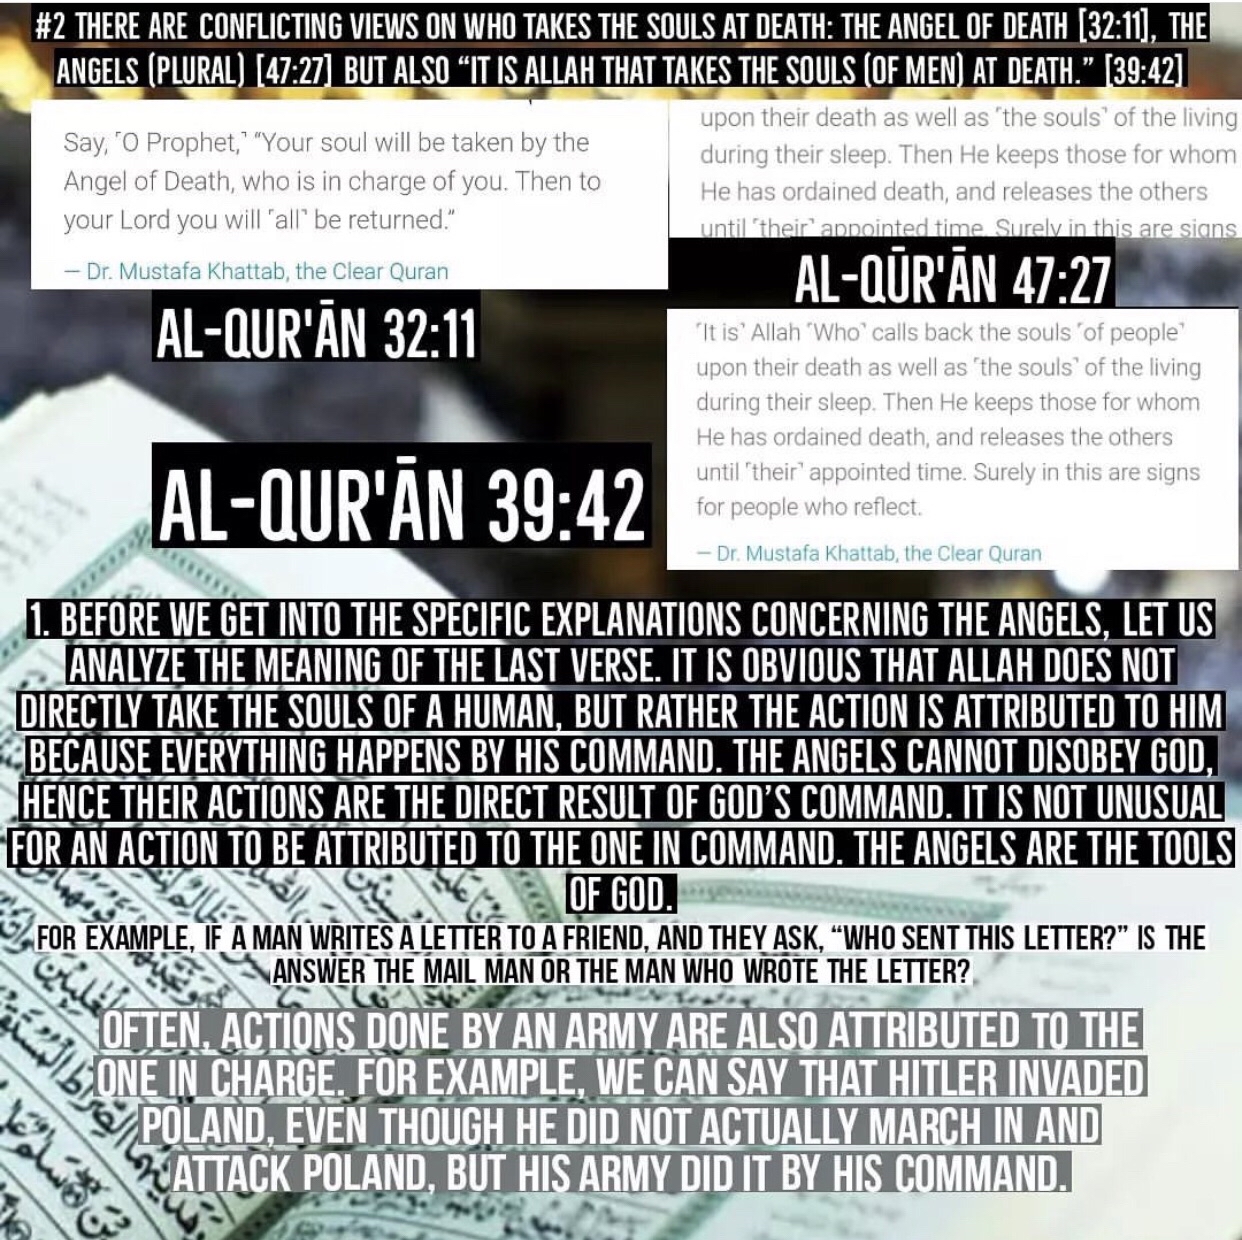 #2 THERE ARE CONFLICTING VIEWS ON WHO TAKES THE SOULS AT DEATH: THE ANGEL OF DEATH [32:11], THE
ANGELS (PLURAL) [47:27] BUT ALSO “IT IS ALLAH THAT TAKES THE SOULS (OF MEN) AT DEATH.” [39:42]
Say, ˹O Prophet,˺ “Your soul will be taken by the
Angel of Death, who is in charge of you. Then to
your Lord you will ˹all˺ be returned.”
— Dr. Mustafa Khattab, the Clear Quran
AL-QUR'ĀN 32:11
upon their death as well as ˹the souls˺ of the living
during their sleep. Then He keeps those for whom
He has ordained death, and releases the others
until ˹their˺ appointed time. Surely in this are signs
AL-QŪR'ĀN 47:27
˹It is˺ Allah ˹Who˺ calls back the souls ˹of people˺
upon their death as well as ˹the souls˺ of the living
during their sleep. Then He keeps those for whom
He has ordained death, and releases the others
until ˹their˺ appointed time. Surely in this are signs
for people who reflect.
— Dr. Mustafa Khattab, the Clear Quran
AL-QUR'ĀN 39:42
1. BEFORE WE GET INTO THE SPECIFIC EXPLANATIONS CONCERNING THE ANGELS, LET US
ANALYZE THE MEANING OF THE LAST VERSE. IT IS OBVIOUS THAT ALLAH DOES NOT
DIRECTLY TAKE THE SOULS OF A HUMAN, BUT RATHER THE ACTION IS ATTRIBUTED TO HIM
BECAUSE EVERYTHING HAPPENS BY HIS COMMAND. THE ANGELS CANNOT DISOBEY GOD,
HENCE THEIR ACTIONS ARE THE DIRECT RESULT OF GOD’S COMMAND. IT IS NOT UNUSUAL
FOR AN ACTION TO BE ATTRIBUTED TO THE ONE IN COMMAND. THE ANGELS ARE THE TOOLS
OF GOD.
FOR EXAMPLE, IF A MAN WRITES A LETTER TO A FRIEND, AND THEY ASK, “WHO SENT THIS LETTER?” IS THE
ANSWER THE MAIL MAN OR THE MAN WHO WROTE THE LETTER?
OFTEN, ACTIONS DONE BY AN ARMY ARE ALSO ATTRIBUTED TO THE
ONE IN CHARGE. FOR EXAMPLE, WE CAN SAY THAT HITLER INVADED
POLAND, EVEN THOUGH HE DID NOT ACTUALLY MARCH IN AND
ATTACK POLAND, BUT HIS ARMY DID IT BY HIS COMMAND.